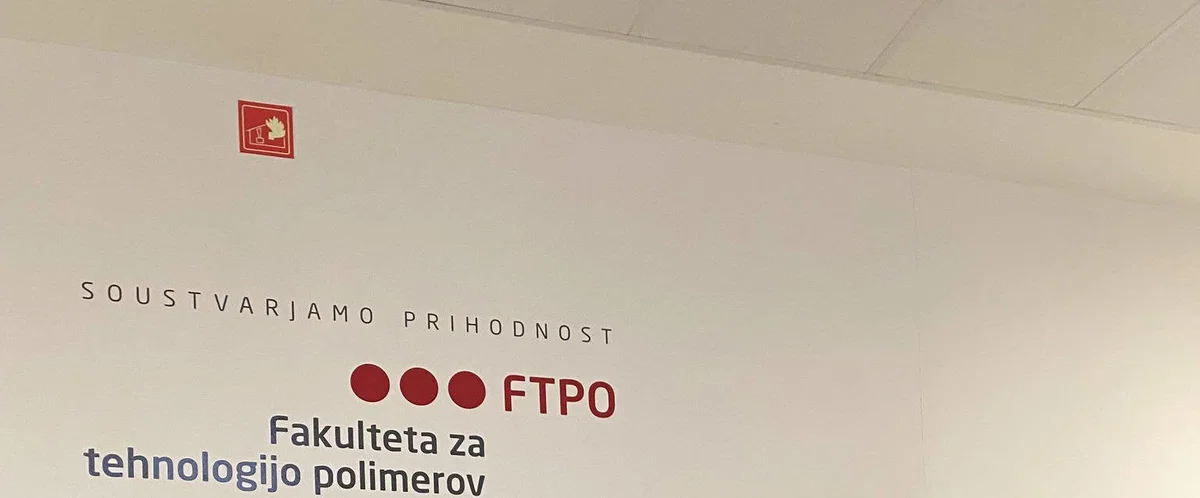 SOUSTVARJAMO PRIHODNOST
FTPO
Fakulteta za
tehnologijo polimerov